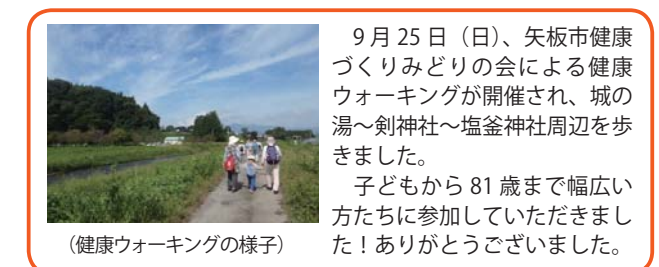 9月25日（日）、矢板市健康
づくりみどりの会による健康
ウォーキングが開催され、城の
湯～剣神社～塩釜神社周辺を歩
きました。
子どもから81歳まで幅広い
方たちに参加していただきまし
た！ありがとうございました。
（健康ウォーキングの様子）